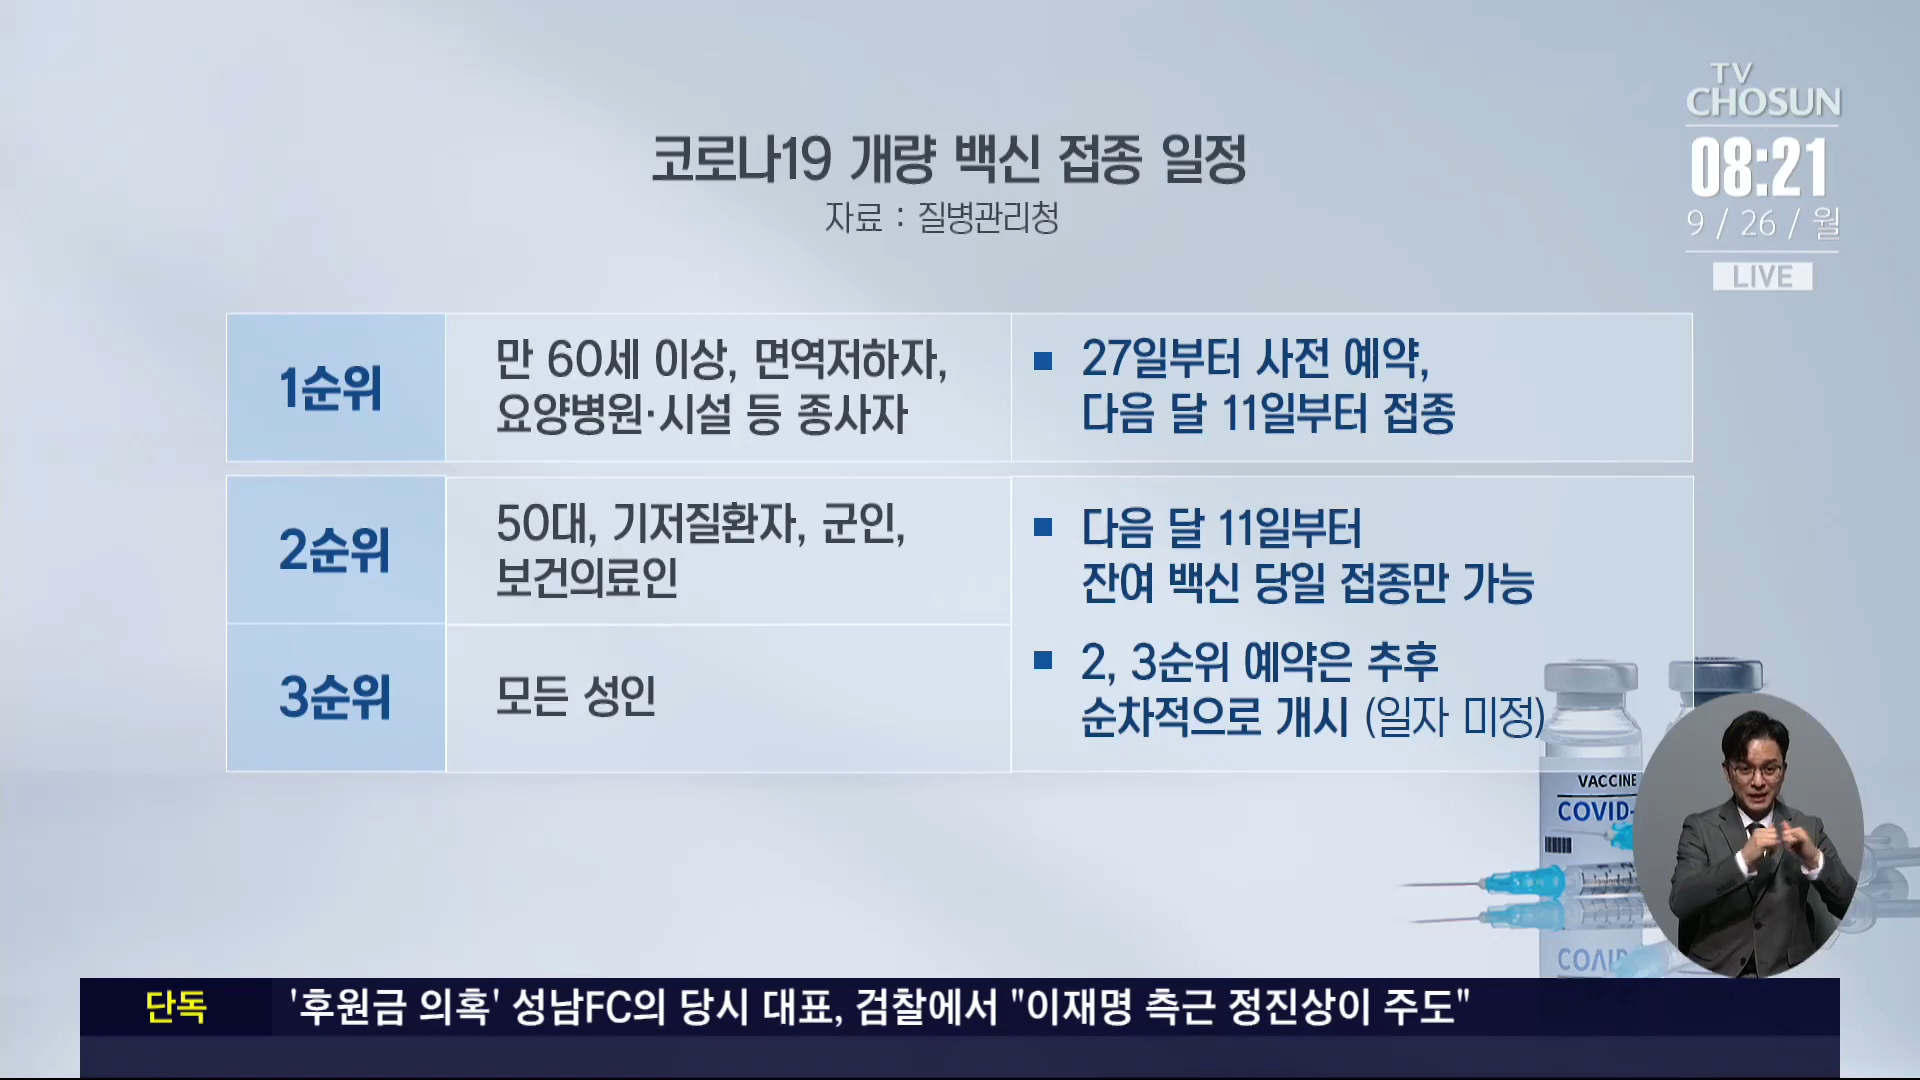 TV
CHOSUN
08:21
9 / 26 / 월
LIVE
코로나19 개량 백신 접종 일정
자료 : 질병관리청
1순위
만 60세 이상, 면역저하자,
요양병원·시설 등 종사자
■ 27일부터 사전 예약,
다음 달 11일부터 접종
2순위
50대, 기저질환자, 군인,
보건의료인
3순위
모든 성인
■ 다음 달 11일부터
잔여 백신 당일 접종만 가능
■ 2, 3순위 예약은 추후
순차적으로 개시 (일자 미정)
VACCINE
COVID-
단독 '후원금 의혹' 성남FC의 당시 대표, 검찰에서 "이재명 측근 정진상이 주도"